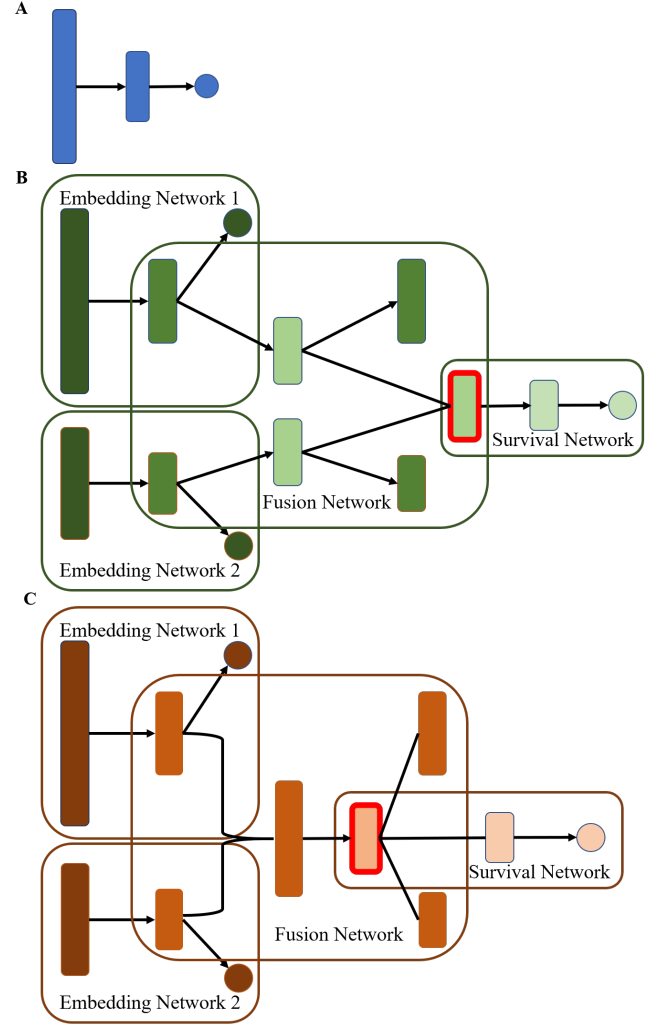 A
B
Embedding Network 1
Survival Network
Fusion Network
Embedding Network 2
C
Embedding Network 1
Survival Network
Fusion Network
Embedding Network 2